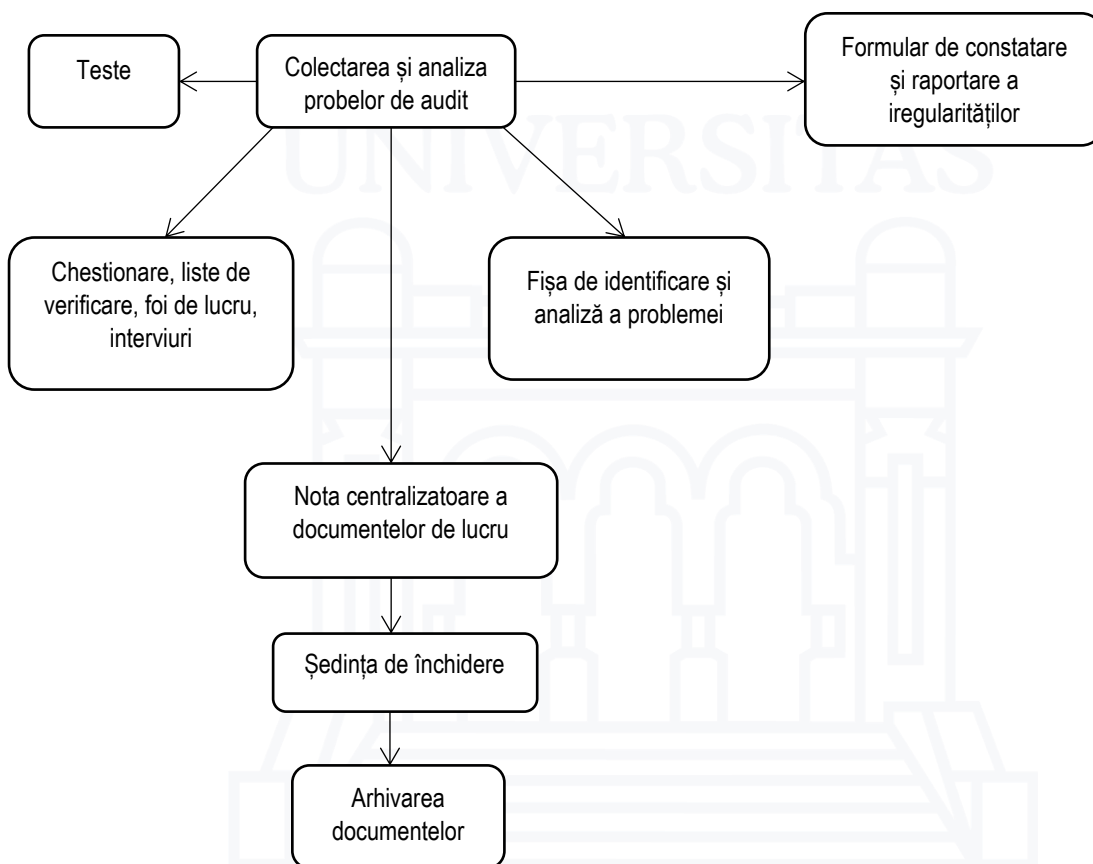 Teste
Colectarea și analiza
probelor de audit
Formular de constatare
și raportare a
iregularităților
UNIVERSITAS
Chestionare, liste de
verificare, foi de lucru,
interviuri
Fișa de identificare și
analiză a problemei
Nota centralizatoare a
documentelor de lucru
Ședința de închidere
Arhivarea
documentelor